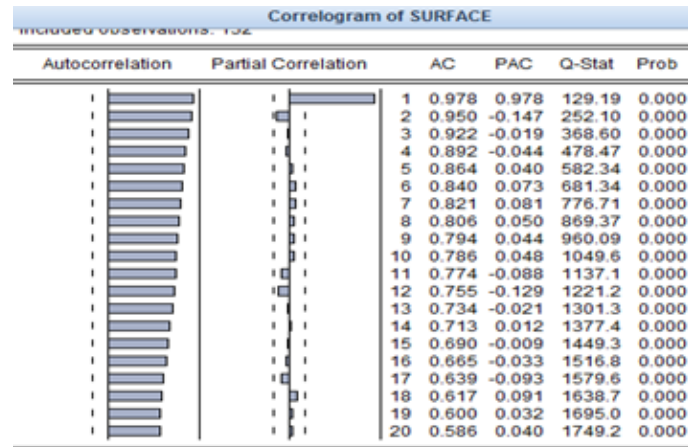 Correlogram of SURFACE
Included observations: 132
Autocorrelation Partial Correlation AC PAC Q-Stat Prob
1 0.978 0.978 129.19 0.000
2 0.950 -0.147 252.10 0.000
3 0.922 -0.019 368.60 0.000
4 0.892 -0.044 478.47 0.000
5 0.864 0.040 582.34 0.000
6 0.840 0.073 681.34 0.000
7 0.821 0.081 776.71 0.000
8 0.806 0.050 869.37 0.000
9 0.794 0.044 960.09 0.000
10 0.786 0.048 1049.6 0.000
11 0.774 -0.088 1137.1 0.000
12 0.755 -0.129 1221.2 0.000
13 0.734 -0.021 1301.3 0.000
14 0.713 0.012 1377.4 0.000
15 0.690 -0.009 1449.3 0.000
16 0.665 -0.033 1516.8 0.000
17 0.639 -0.093 1579.6 0.000
18 0.617 0.091 1638.7 0.000
19 0.600 0.032 1695.0 0.000
20 0.586 0.040 1749.2 0.000